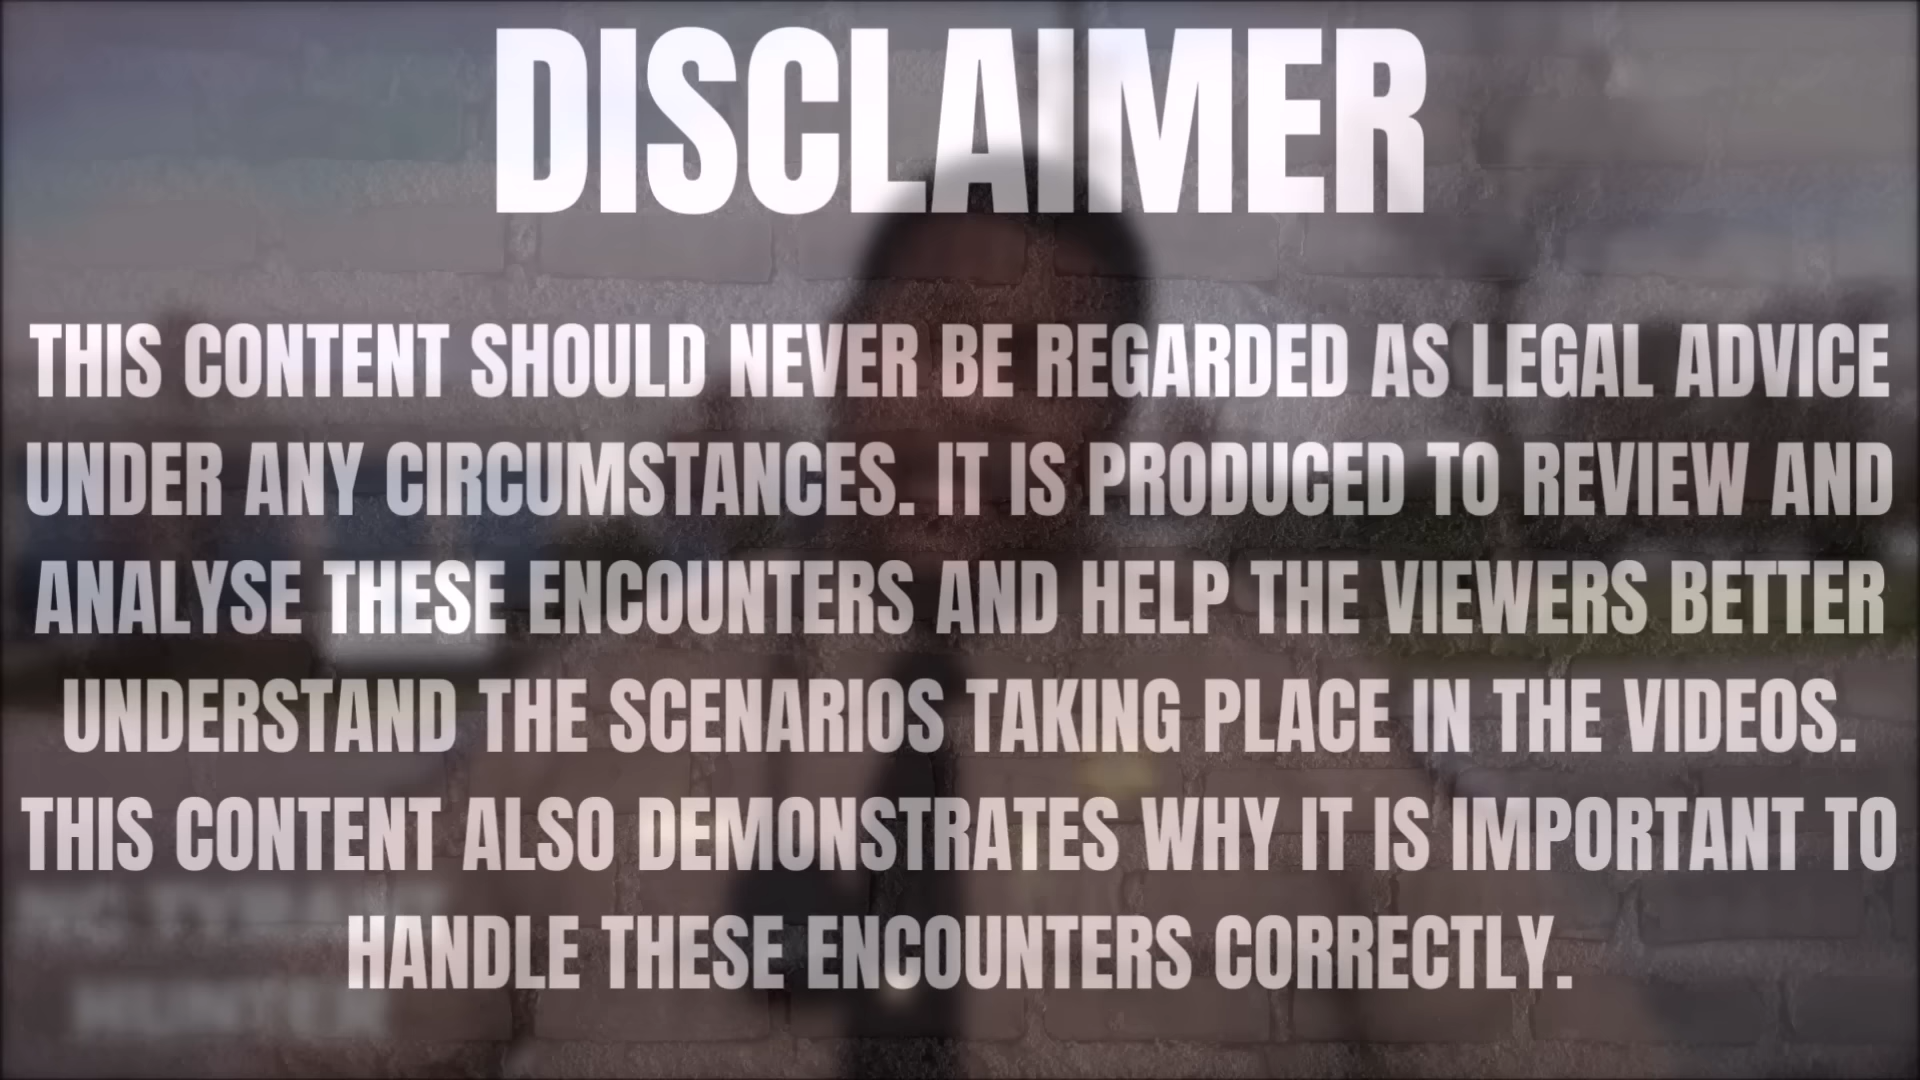 DISCLAIMER
THIS CONTENT SHOULD NEVER BE REGARDED AS LEGAL ADVICE
UNDER ANY CIRCUMSTANCES. IT IS PRODUCED TO REVIEW AND
ANALYSE THESE ENCOUNTERS AND HELP THE VIEWERS BETTER
UNDERSTAND THE SCENARIOS TAKING PLACE IN THE VIDEOS.
THIS CONTENT ALSO DEMONSTRATES WHY IT IS IMPORTANT TO
HANDLE THESE ENCOUNTERS CORRECTLY.
HUNTER